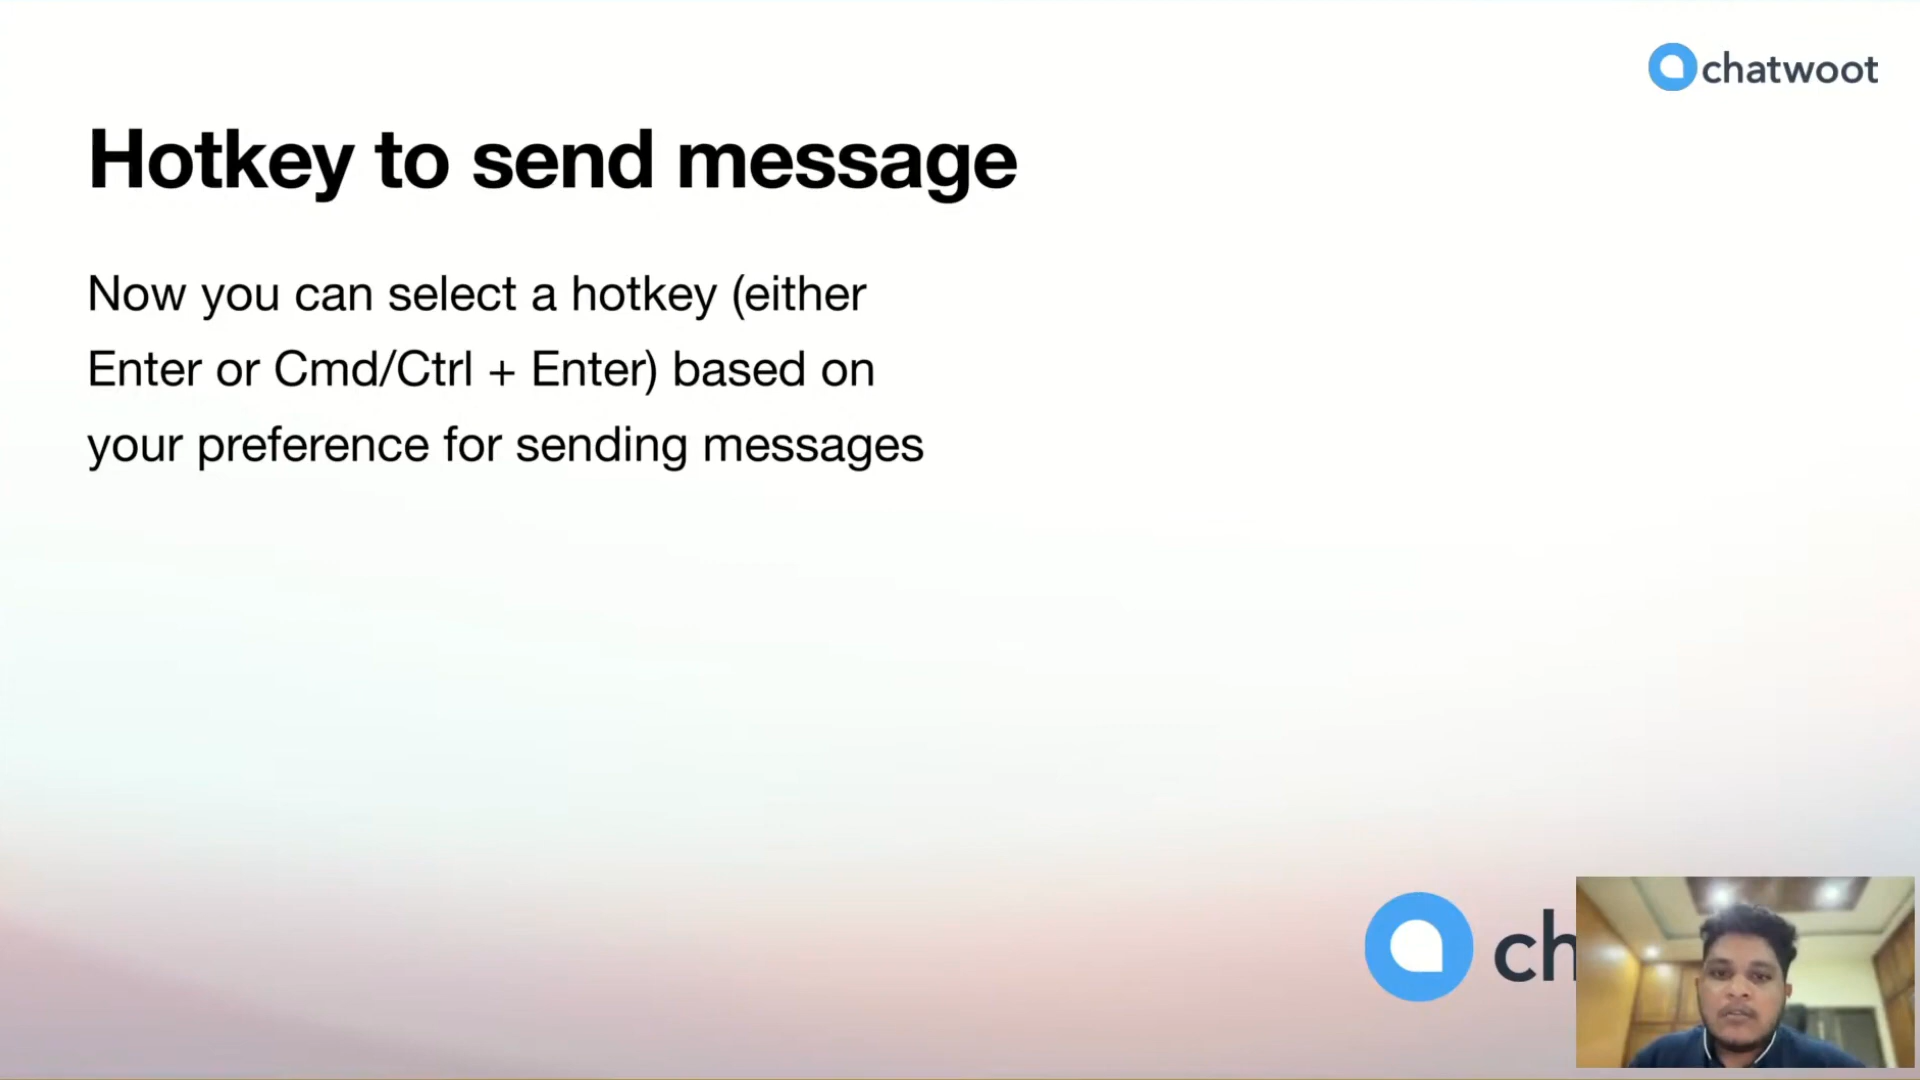 chatwoot
Hotkey to send message
Now you can select a hotkey (either
Enter or Cmd/Ctrl + Enter) based on
your preference for sending messages
ch